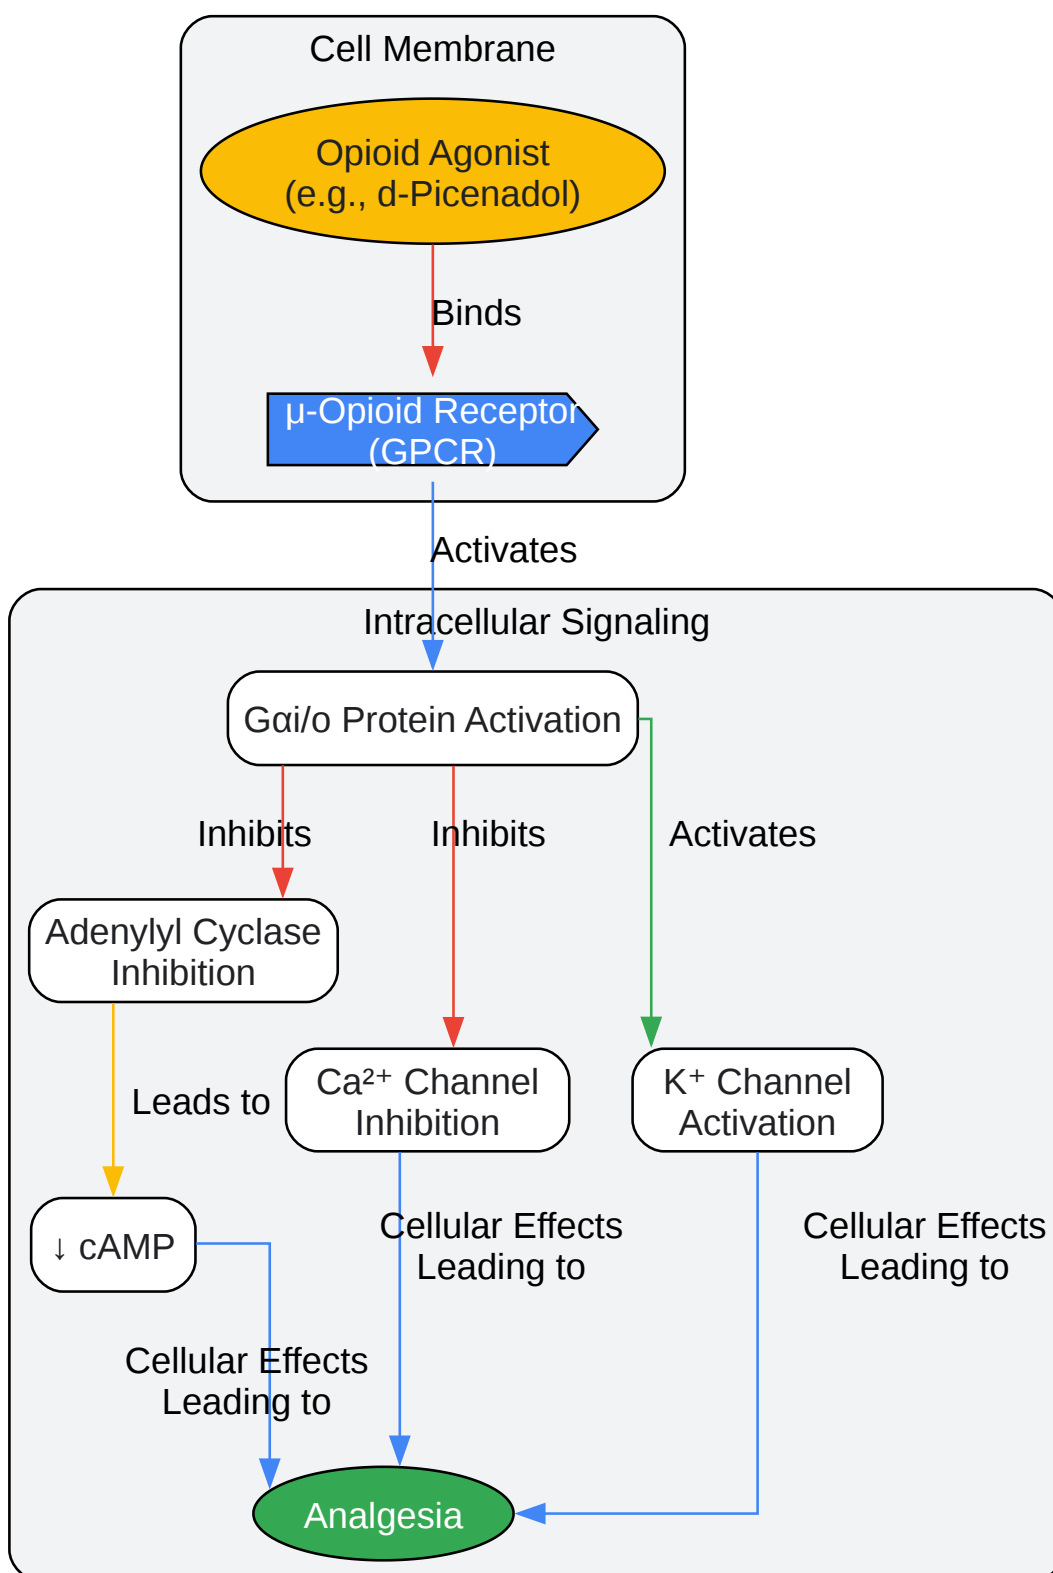 Cell Membrane
Opioid Agonist
(e.g., d-Picenadol)
Binds
μ-Opioid Receptor
(GPCR)
Activates
Intracellular Signaling
Gαi/o Protein Activation
Inhibits
Inhibits
Activates
Adenylyl Cyclase
Inhibition
Leads to
Ca²⁺ Channel
Inhibition
K⁺ Channel
Activation
↓ cAMP
Cellular Effects
Leading to
Cellular Effects
Leading to
Cellular Effects
Leading to
Analgesia